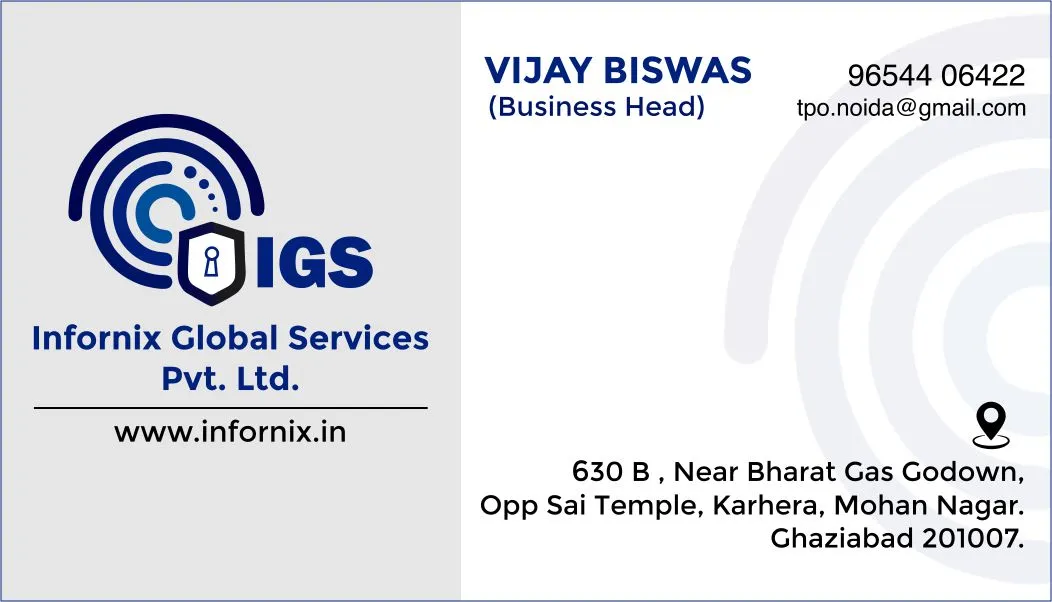 IGS
Infornix Global Services
Pvt. Ltd.
www.infornix.in
VIJAY BISWAS
(Business Head)
96544 06422
tpo.noida@gmail.com
630 B , Near Bharat Gas Godown,
Opp Sai Temple, Karhera, Mohan Nagar.
Ghaziabad 201007.